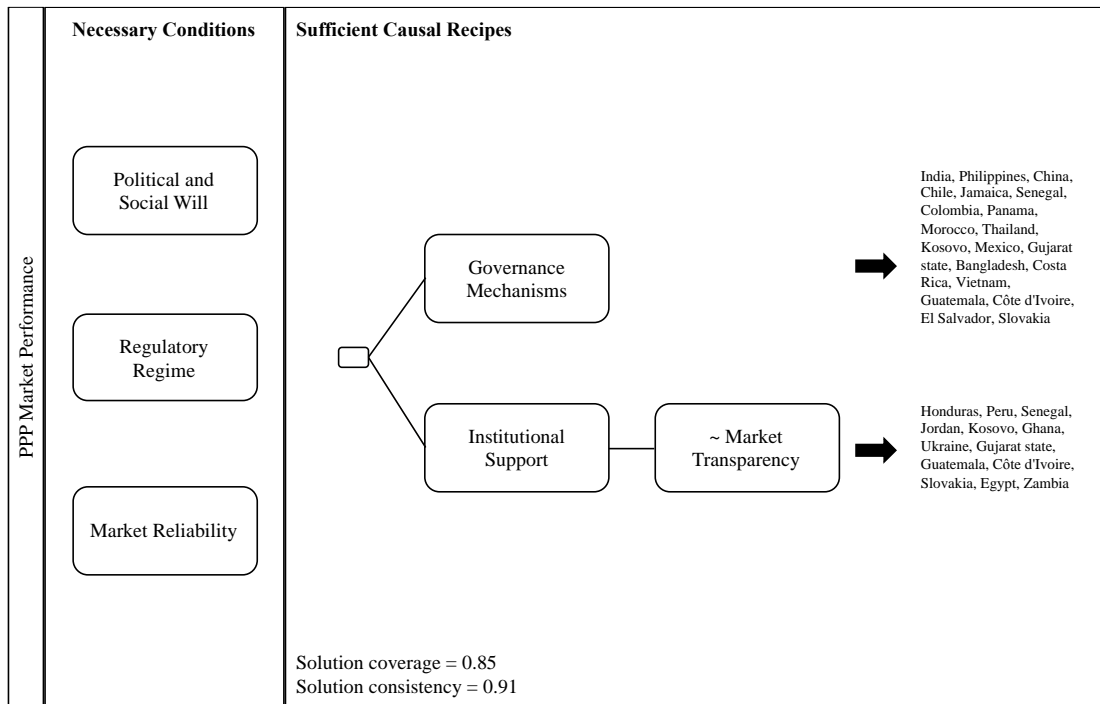 PPP Market Performance
Necessary Conditions
Political and
Social Will
Regulatory
Regime
Market Reliability
Sufficient Causal Recipes
Governance
Mechanisms
India, Philippines, China,
Chile, Jamaica, Senegal,
Colombia, Panama,
Morocco, Thailand,
Kosovo, Mexico, Gujarat
state, Bangladesh, Costa
Rica, Vietnam,
Guatemala, Côte d'Ivoire,
El Salvador, Slovakia
Institutional
Support
~ Market
Transparency
Honduras, Peru, Senegal,
Jordan, Kosovo, Ghana,
Ukraine, Gujarat state,
Guatemala, Côte d'Ivoire,
Slovakia, Egypt, Zambia
Solution coverage = 0.85
Solution consistency = 0.91